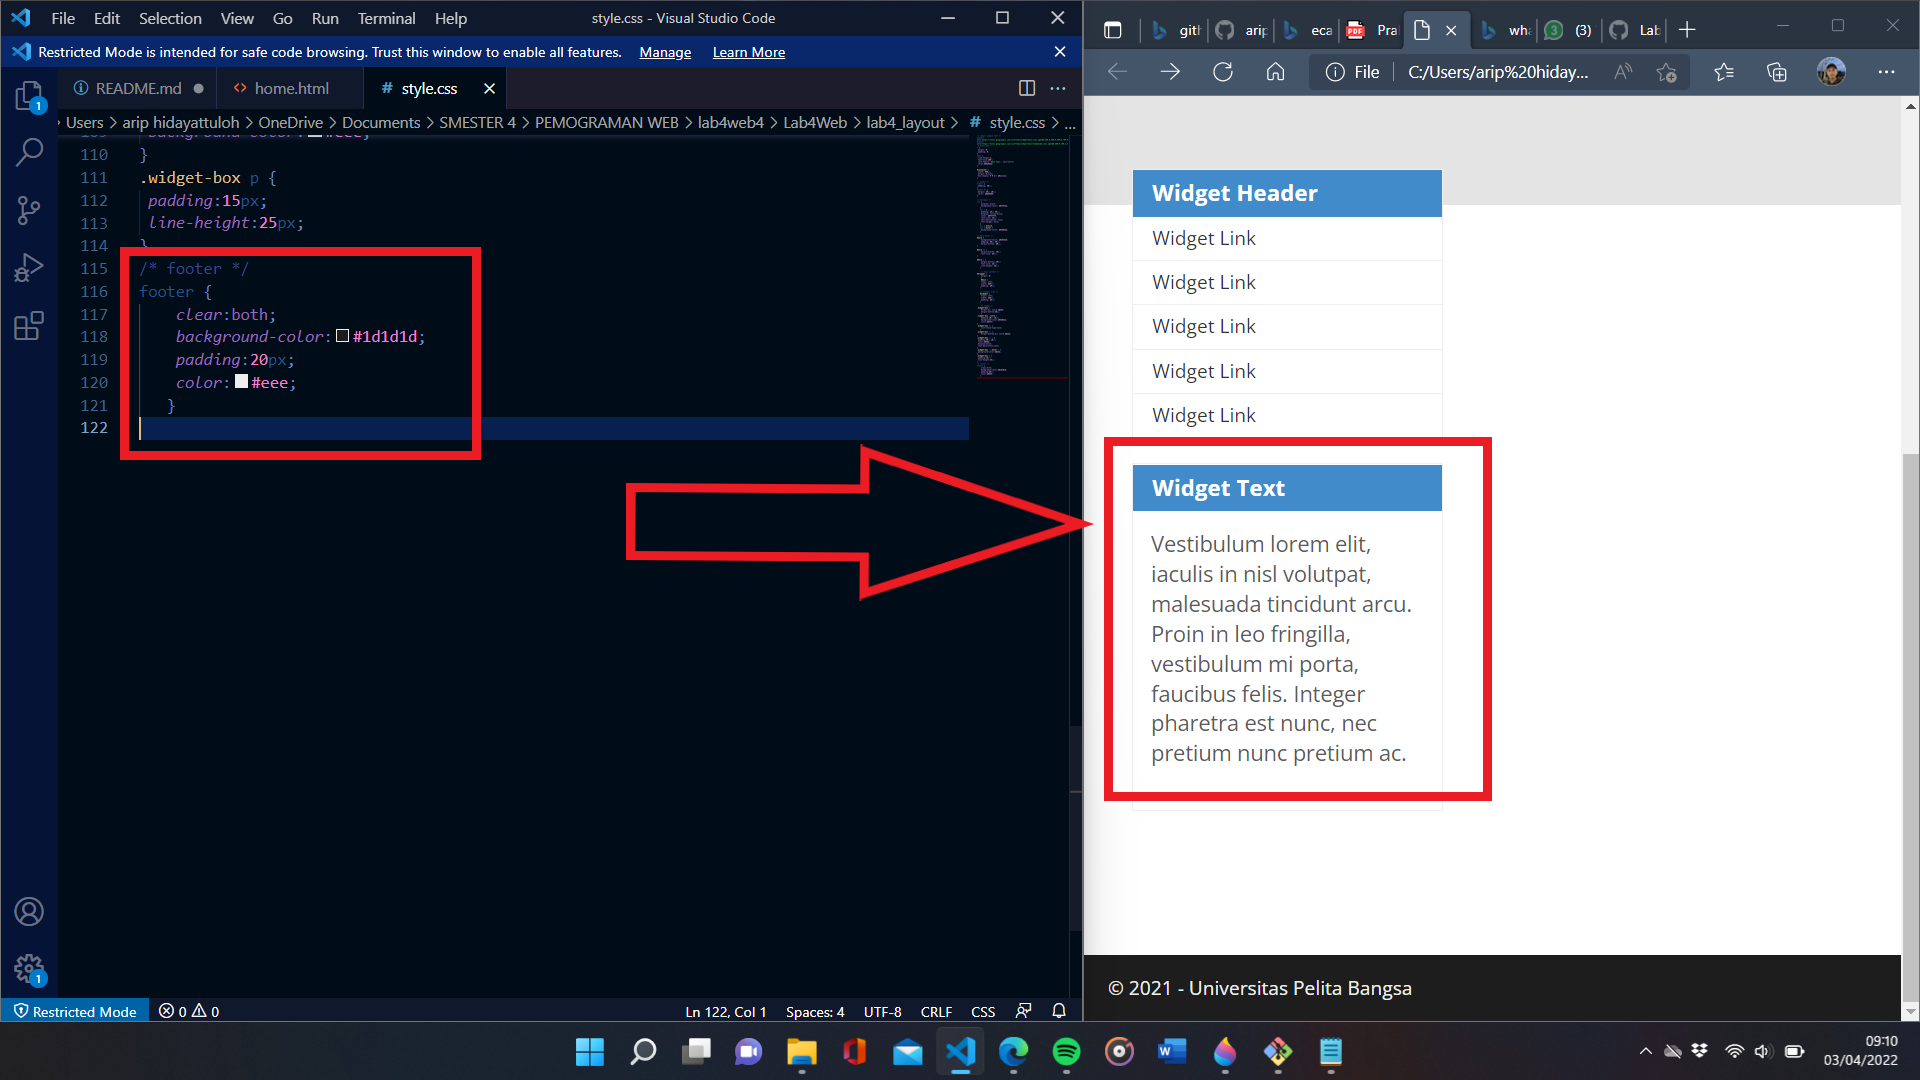 File Edit Selection View Go Run Terminal Help
style.css - Visual Studio Code
Restricted Mode is intended for safe code browsing. Trust this window to enable all features. Manage Learn More
README.md
home.html
# style.css
Users > arip hidayattuloh > OneDrive > Documents > SMESTER 4 > PEMOGRAMAN WEB > lab4web4 > Lab4Web > lab4_layout > # style.css > ...
110 }
111 .widget-box p {
112 padding:15px;
113 line-height:25px;
114 }
115 /* footer */
116 footer {
117 clear:both;
118 background-color: #1d1d1d;
119 padding:20px;
120 color: #eee;
121 }
122
1
1
Restricted Mode
0 0
Ln 122, Col 1 Spaces: 4 UTF-8 CRLF CSS
gith arip eca PDF Pra wha 3 (3) Lab
File C:/Users/arip%20hiday...
Widget Header
Widget Link
Widget Link
Widget Link
Widget Link
Widget Link
Widget Text
Vestibulum lorem elit,
iaculis in nisl volutpat,
malesuada tincidunt arcu.
Proin in leo fringilla,
vestibulum mi porta,
faucibus felis. Integer
pharetra est nunc, nec
pretium nunc pretium ac.
© 2021 - Universitas Pelita Bangsa
09:10
03/04/2022